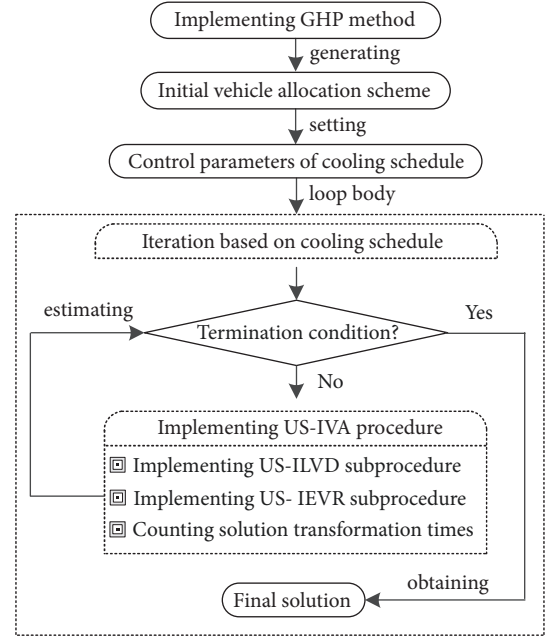 Implementing GHP method
generating
Initial vehicle allocation scheme
setting
Control parameters of cooling schedule
loop body
Iteration based on cooling schedule
estimating
Termination condition?
Yes
No
Implementing US-IVA procedure
Implementing US-ILVD subprocedure
Implementing US- IEVR subprocedure
Counting solution transformation times
obtaining
Final solution